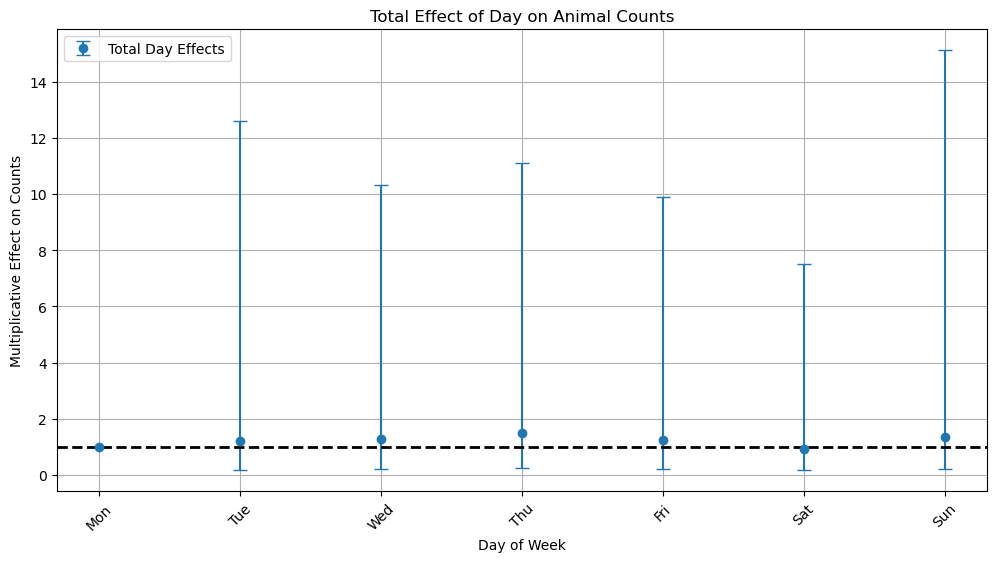 Total Effect of Day on Animal Counts
Total Day Effects
Multiplicative Effect on Counts
14
12
10
8
6
4
2
0
Mon
Tue
Wed
Thu
Fri
Sat
Sun
Day of Week